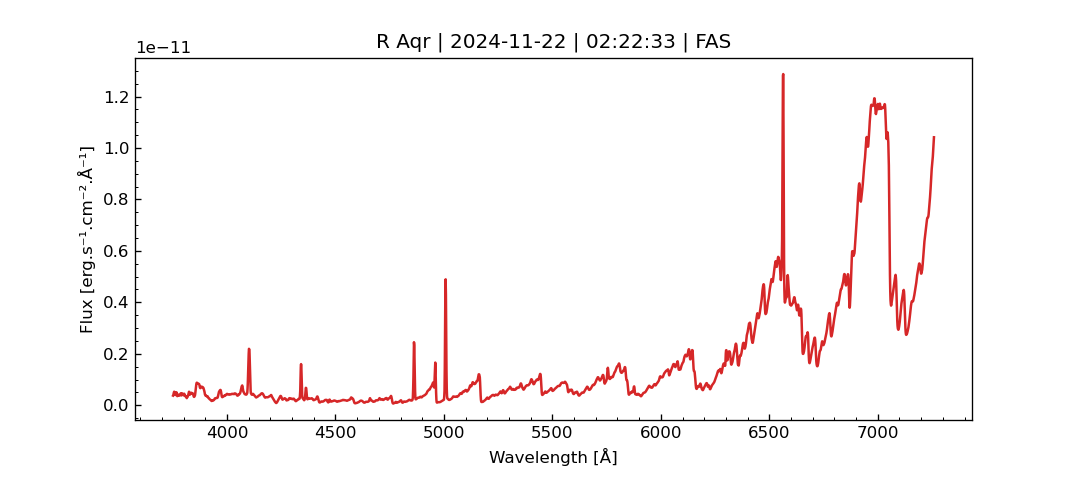 R Aqr | 2024-11-22 | 02:22:33 | FAS
1e−11
1.2
1.0
0.8
0.6
0.4
0.2
0.0
Flux [erg.s⁻¹.cm⁻².Å⁻¹]
4000 4500 5000 5500 6000 6500 7000
Wavelength [Å]